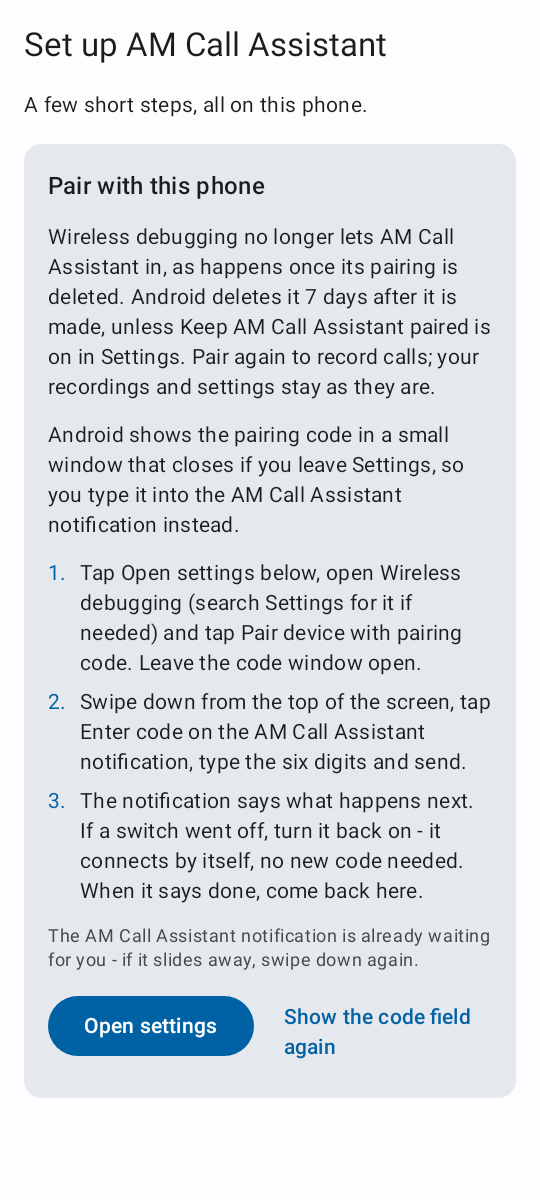 Set up AM Call Assistant
A few short steps, all on this phone.
Pair with this phone
Wireless debugging no longer lets AM Call
Assistant in, as happens once its pairing is
deleted. Android deletes it 7 days after it is
made, unless Keep AM Call Assistant paired is
on in Settings. Pair again to record calls; your
recordings and settings stay as they are.
Android shows the pairing code in a small
window that closes if you leave Settings, so
you type it into the AM Call Assistant
notification instead.
1. Tap Open settings below, open Wireless
debugging (search Settings for it if
needed) and tap Pair device with pairing
code. Leave the code window open.
2. Swipe down from the top of the screen, tap
Enter code on the AM Call Assistant
notification, type the six digits and send.
3. The notification says what happens next.
If a switch went off, turn it back on - it
connects by itself, no new code needed.
When it says done, come back here.
The AM Call Assistant notification is already waiting
for you - if it slides away, swipe down again.
Open settings
Show the code field
again